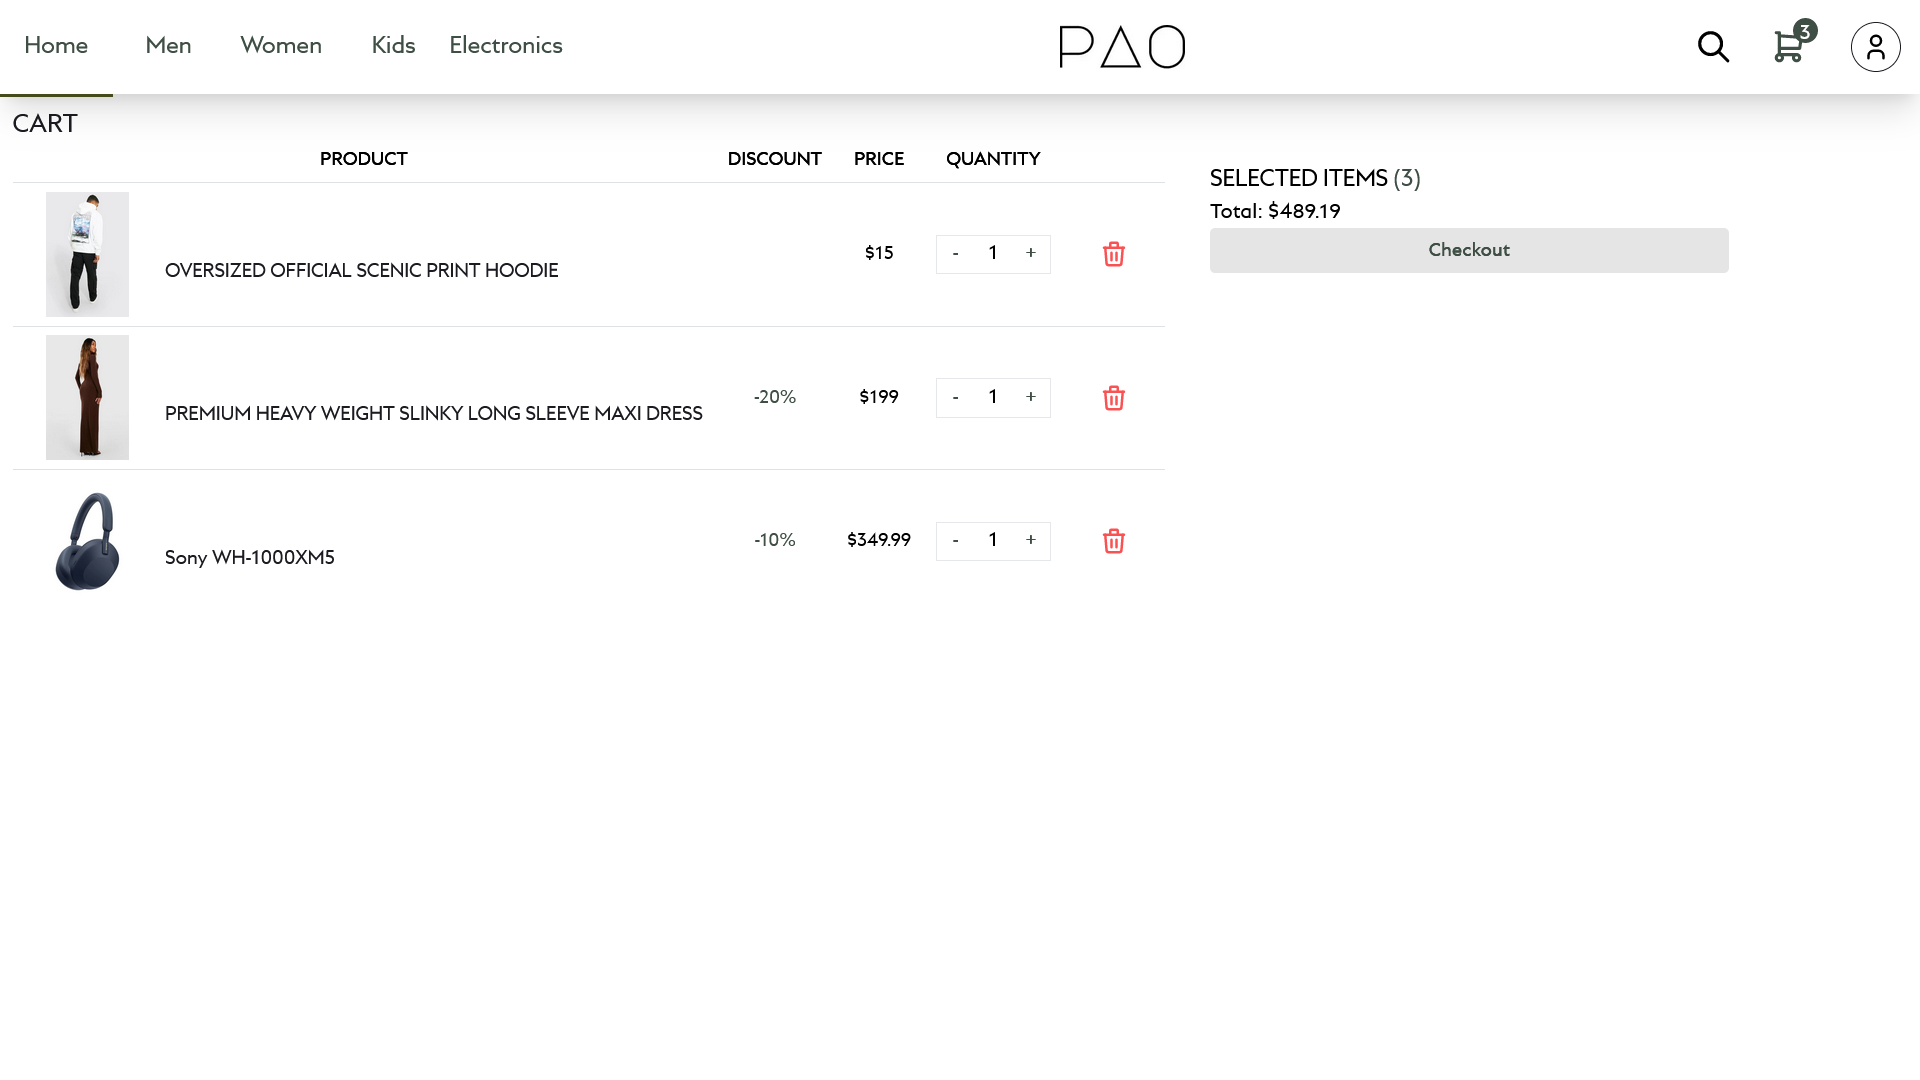 Home Men Women Kids Electronics
PAO
3
CART
PRODUCT DISCOUNT PRICE QUANTITY
OVERSIZED OFFICIAL SCENIC PRINT HOODIE $15 - 1 +
PREMIUM HEAVY WEIGHT SLINKY LONG SLEEVE MAXI DRESS -20% $199 - 1 +
Sony WH-1000XM5 -10% $349.99 - 1 +
SELECTED ITEMS (3)
Total: $489.19
Checkout